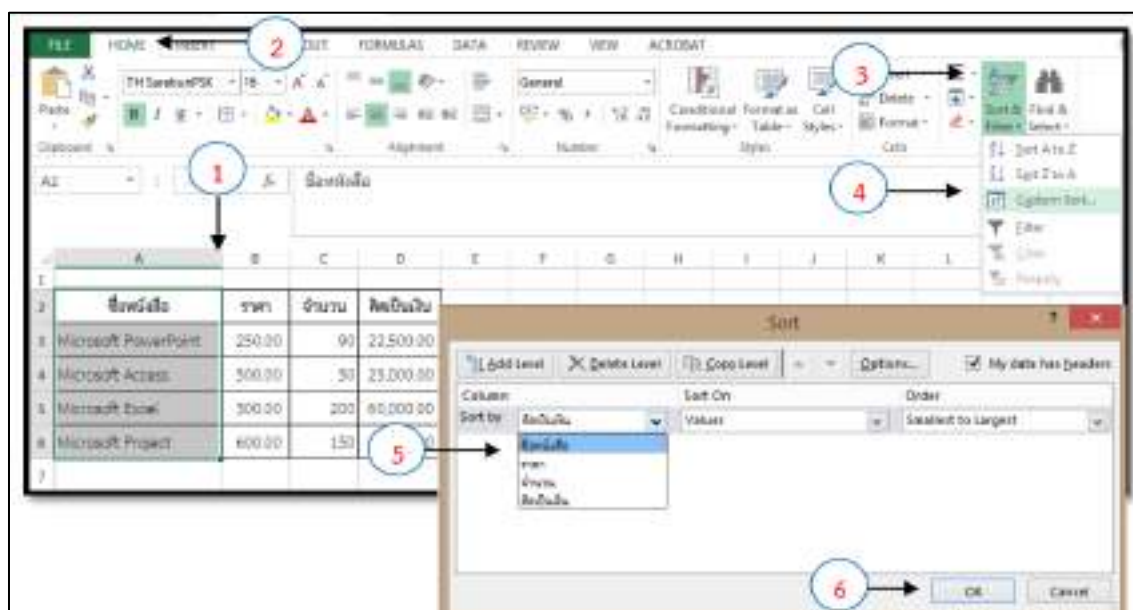 FILE HOME INSERT OUT FORMULAS DATA REVIEW VIEW ACROBAT
2
3
TH SarabunPSK 16 A A General
Paste B I U A % Conditional Format as Cell Delete Sort & Find &
Formatting Table Styles Format Filter Select
Clipboard Alignment Number Styles Cells
Sort A to Z
Sort Z to A
Custom Sort...
Filter
Clear
Reapply
4
1
A2 fx ชื่อหนังสือ
A B C D E F G H I J K L
1
2 ชื่อหนังสือ ราคา จำนวน คิดเป็นเงิน
3 Microsoft PowerPoint 250.00 90 22,500.00
4 Microsoft Access 500.00 50 25,000.00
5 Microsoft Excel 300.00 200 60,000.00
6 Microsoft Project 600.00 150
7
Sort ?
Add Level Delete Level Copy Level Options... My data has headers
Column Sort On Order
Sort by คิดเป็นเงิน Values Smallest to Largest
5
ชื่อหนังสือ
ราคา
จำนวน
คิดเป็นเงิน
6
OK Cancel